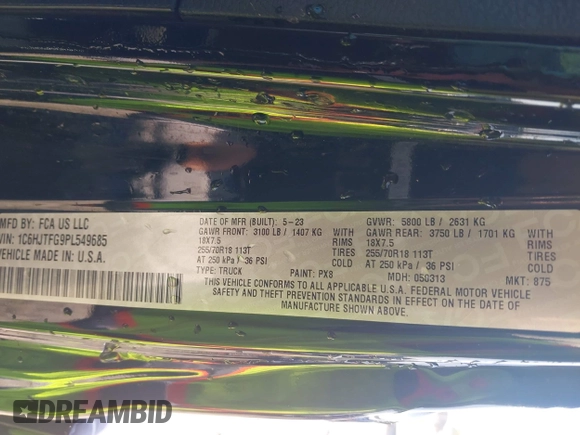 MFD BY: FCA US LLC
VIN: 1C6HJTFG9PL549685
VEHICLE MADE IN: U.S.A.
DATE OF MFR (BUILT): 5-23
GAWR FRONT: 3100 LB / 1407 KG
18X7.5
255/70R18 113T
AT 250 kPa / 36 PSI
TYPE: TRUCK PAINT: PX8
WITH
RIMS
TIRES
COLD
GVWR: 5800 LB / 2631 KG
GAWR REAR: 3750 LB / 1701 KG
18X7.5
255/70R18 113T
AT 250 kPa / 36 PSI
MDH: 050313 MKT: 875
WITH
RIMS
TIRES
COLD
THIS VEHICLE CONFORMS TO ALL APPLICABLE U.S.A. FEDERAL MOTOR VEHICLE
SAFETY AND THEFT PREVENTION STANDARDS IN EFFECT ON THE DATE OF
MANUFACTURE SHOWN ABOVE.
DREAMBID